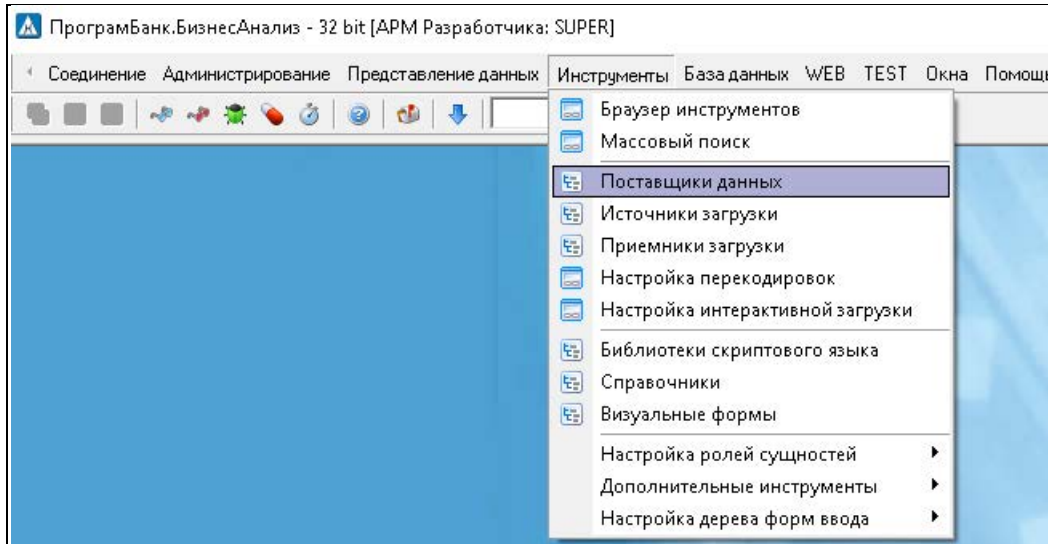 ПрограмБанк.БизнесАнализ - 32 bit [АРМ Разработчика: SUPER]
Соединение Администрирование Представление данных Инструменты База данных WEB TEST Окна Помощь
Браузер инструментов
Массовый поиск
Поставщики данных
Источники загрузки
Приемники загрузки
Настройка перекодировок
Настройка интерактивной загрузки
Библиотеки скриптового языка
Справочники
Визуальные формы
Настройка ролей сущностей
Дополнительные инструменты
Настройка дерева форм ввода